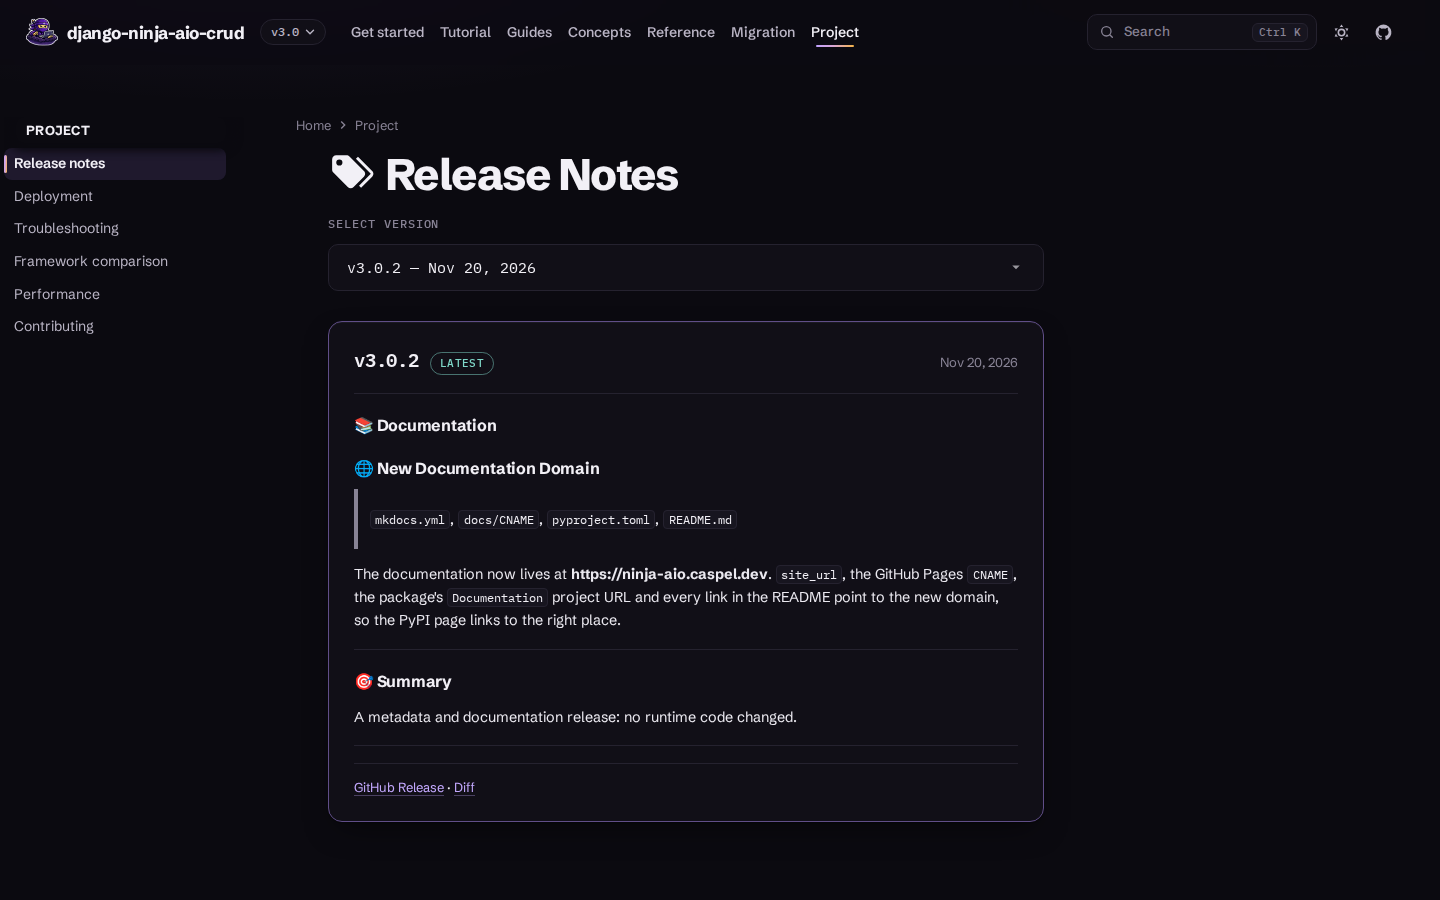 django-ninja-aio-crud v3.0 Get started Tutorial Guides Concepts Reference Migration Project Search Ctrl K
PROJECT
Release notes
Deployment
Troubleshooting
Framework comparison
Performance
Contributing
Home > Project
Release Notes
SELECT VERSION
v3.0.2 — Nov 20, 2026
v3.0.2 LATEST Nov 20, 2026
📚 Documentation
🌐 New Documentation Domain
mkdocs.yml, docs/CNAME, pyproject.toml, README.md
The documentation now lives at https://ninja-aio.caspel.dev. site_url, the GitHub Pages CNAME,
the package's Documentation project URL and every link in the README point to the new domain,
so the PyPI page links to the right place.
🎯 Summary
A metadata and documentation release: no runtime code changed.
GitHub Release · Diff